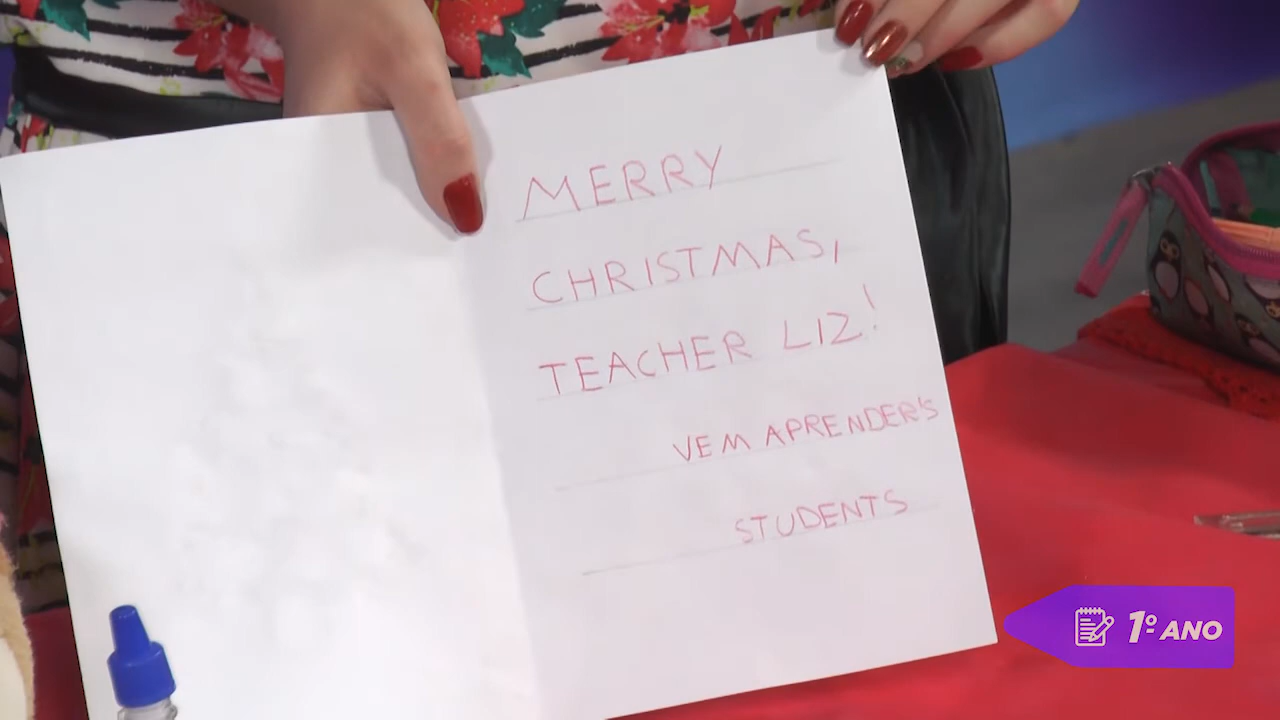 MERRY
CHRISTMAS,
TEACHER LIZ!
VEM APRENDER'S
STUDENTS
1º ANO